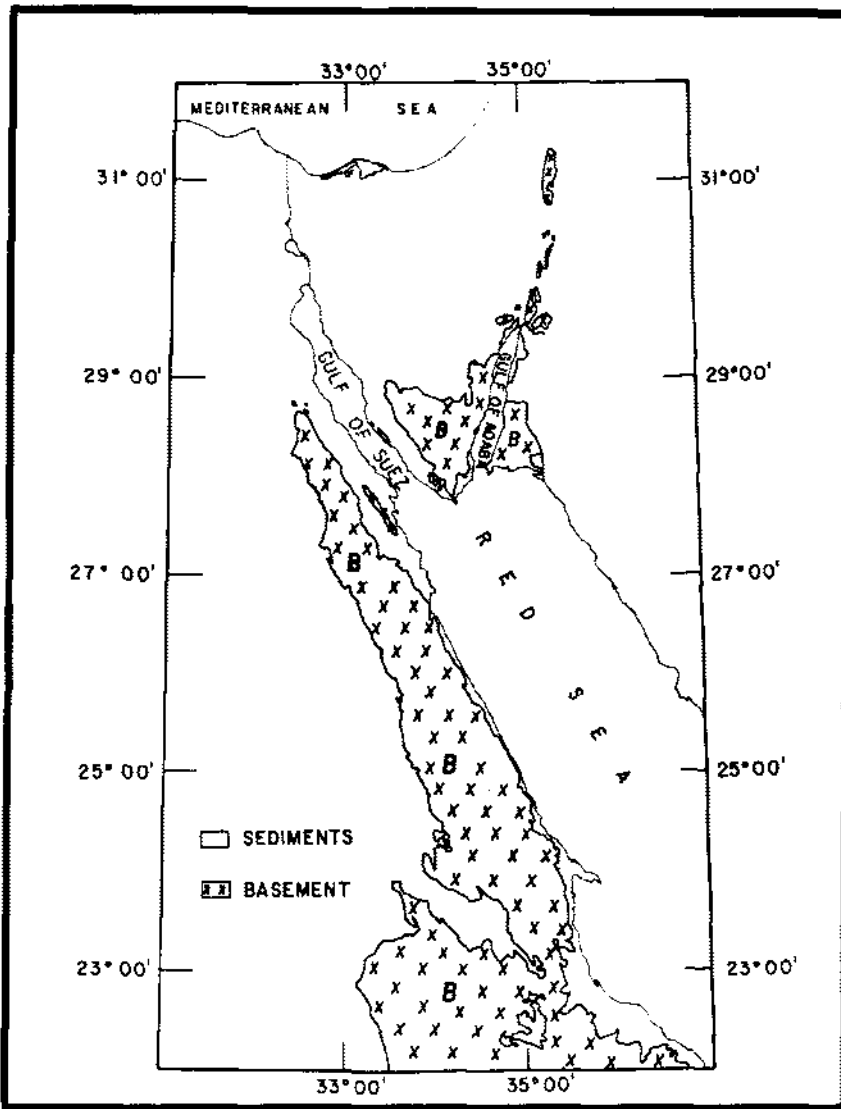 33°00' 35°00'
MEDITERRANEAN SEA
31° 00' 31°00'
29° 00' 29°00'
GULF OF SUEZ
GULF OF AQABA
B
B
27° 00' 27°00'
B
RED SEA
25° 00' 25°00'
B
SEDIMENTS
x x BASEMENT
23°00' 23°00'
B
33°00' 35°00'